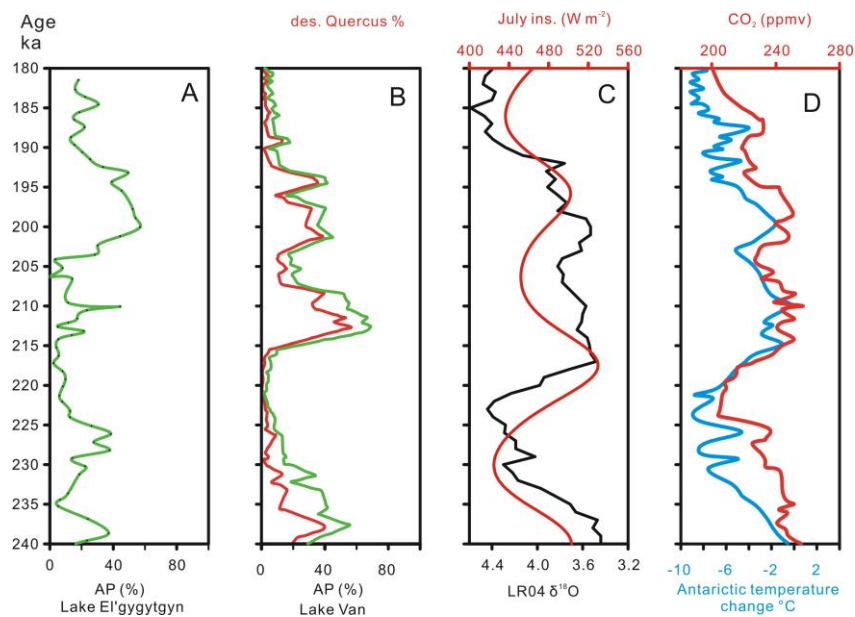 Age
ka
des. Quercus %
July ins. (W m⁻²)
CO₂ (ppmv)
400 440 480 520 560
200 240 280
180
185
190
195
200
205
210
215
220
225
230
235
240
A
B
C
D
0 40 80
0 40 80
4.4 4.0 3.6 3.2
-10 -6 -2 2
AP (%)
Lake El'gygytgyn
AP (%)
Lake Van
LR04 δ¹⁸O
Antarctic temperature
change °C